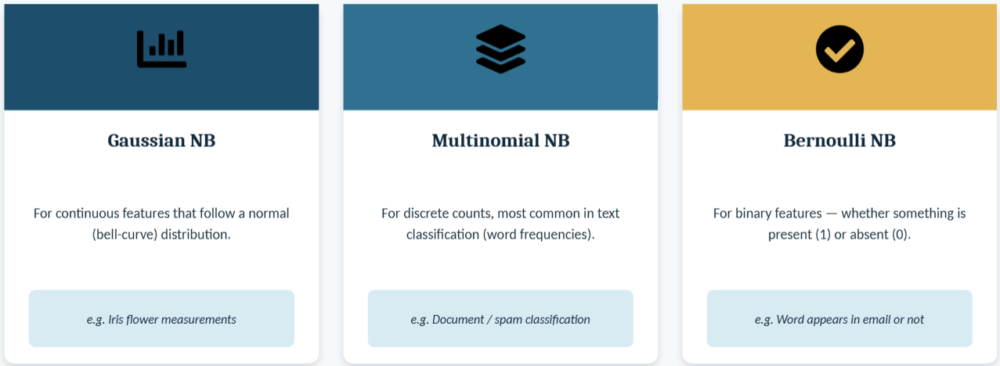 Gaussian NB
For continuous features that follow a normal
(bell-curve) distribution.
e.g. Iris flower measurements
Multinomial NB
For discrete counts, most common in text
classification (word frequencies).
e.g. Document / spam classification
Bernoulli NB
For binary features — whether something is
present (1) or absent (0).
e.g. Word appears in email or not